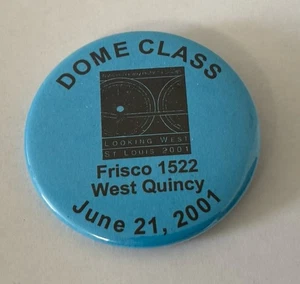 DOME CLASS
LOOKING WEST
ST LOUIS 2001
Frisco 1522
West Quincy
June 21, 2001